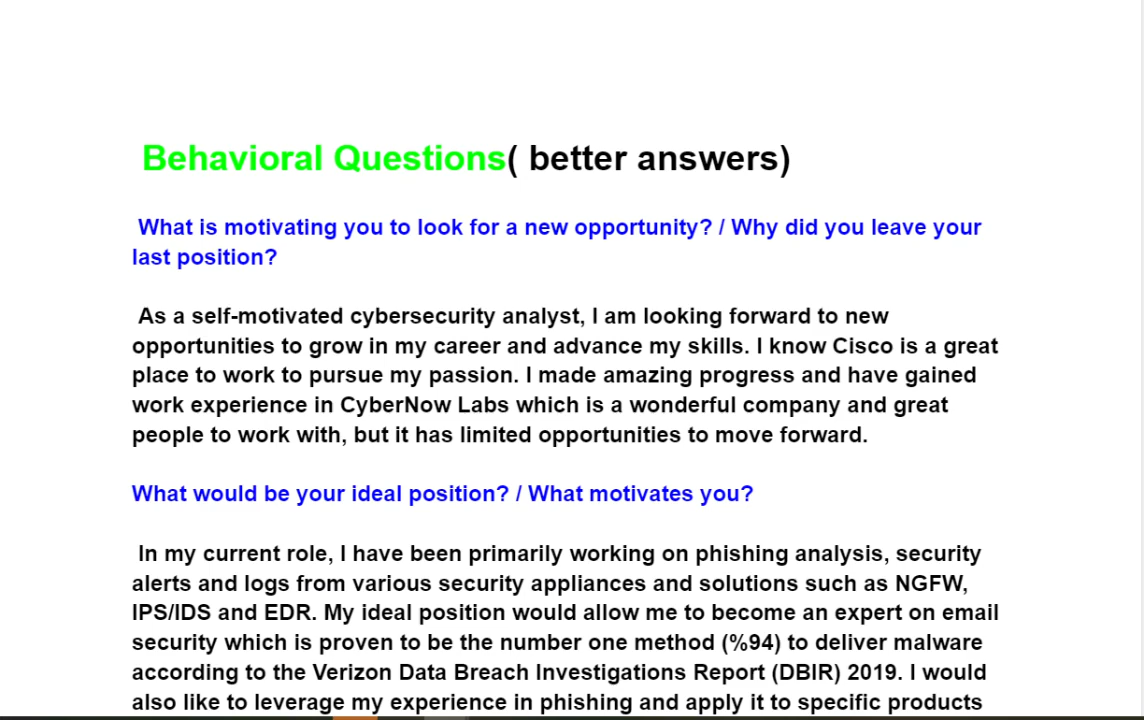 Behavioral Questions( better answers)
What is motivating you to look for a new opportunity? / Why did you leave your
last position?
As a self-motivated cybersecurity analyst, I am looking forward to new
opportunities to grow in my career and advance my skills. I know Cisco is a great
place to work to pursue my passion. I made amazing progress and have gained
work experience in CyberNow Labs which is a wonderful company and great
people to work with, but it has limited opportunities to move forward.
What would be your ideal position? / What motivates you?
In my current role, I have been primarily working on phishing analysis, security
alerts and logs from various security appliances and solutions such as NGFW,
IPS/IDS and EDR. My ideal position would allow me to become an expert on email
security which is proven to be the number one method (%94) to deliver malware
according to the Verizon Data Breach Investigations Report (DBIR) 2019. I would
also like to leverage my experience in phishing and apply it to specific products